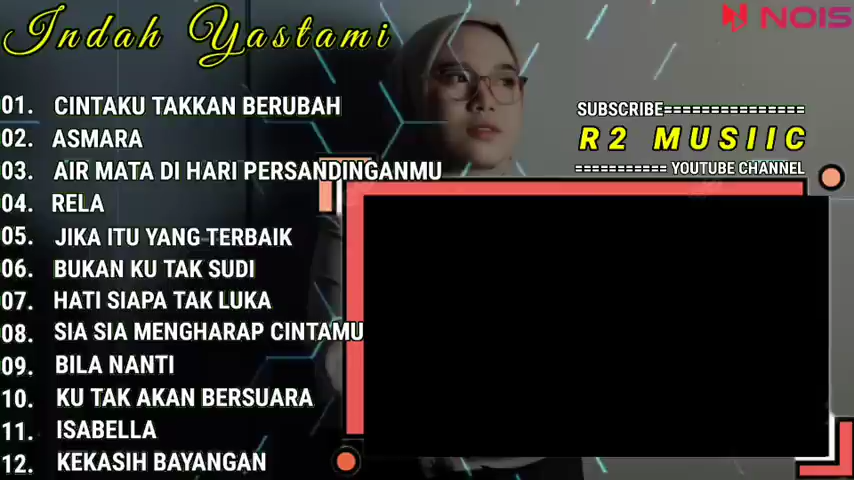 Indah Yastami
NOIS
01. CINTAKU TAKKAN BERUBAH
02. ASMARA
03. AIR MATA DI HARI PERSANDINGANMU
04. RELA
05. JIKA ITU YANG TERBAIK
06. BUKAN KU TAK SUDI
07. HATI SIAPA TAK LUKA
08. SIA SIA MENGHARAP CINTAMU
09. BILA NANTI
10. KU TAK AKAN BERSUARA
11. ISABELLA
12. KEKASIH BAYANGAN
SUBSCRIBE===============
R2 MUSIIC
=========== YOUTUBE CHANNEL